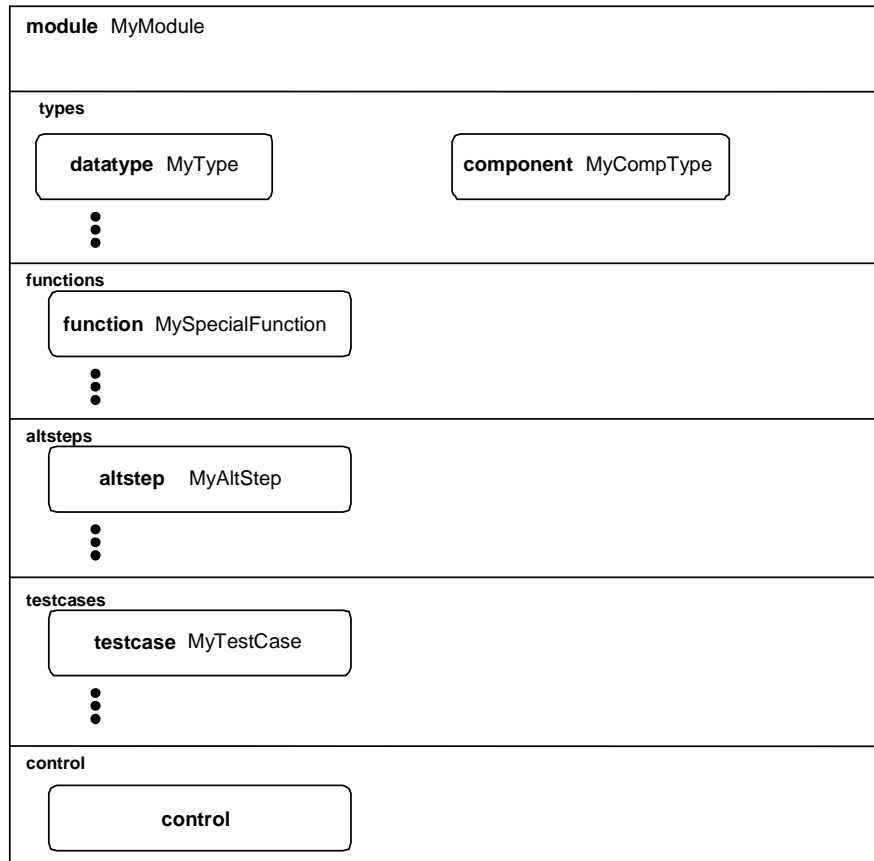 module MyModule
types
datatype MyType
component MyCompType
functions
function MySpecialFunction
altsteps
altstep MyAltStep
testcases
testcase MyTestCase
control
control